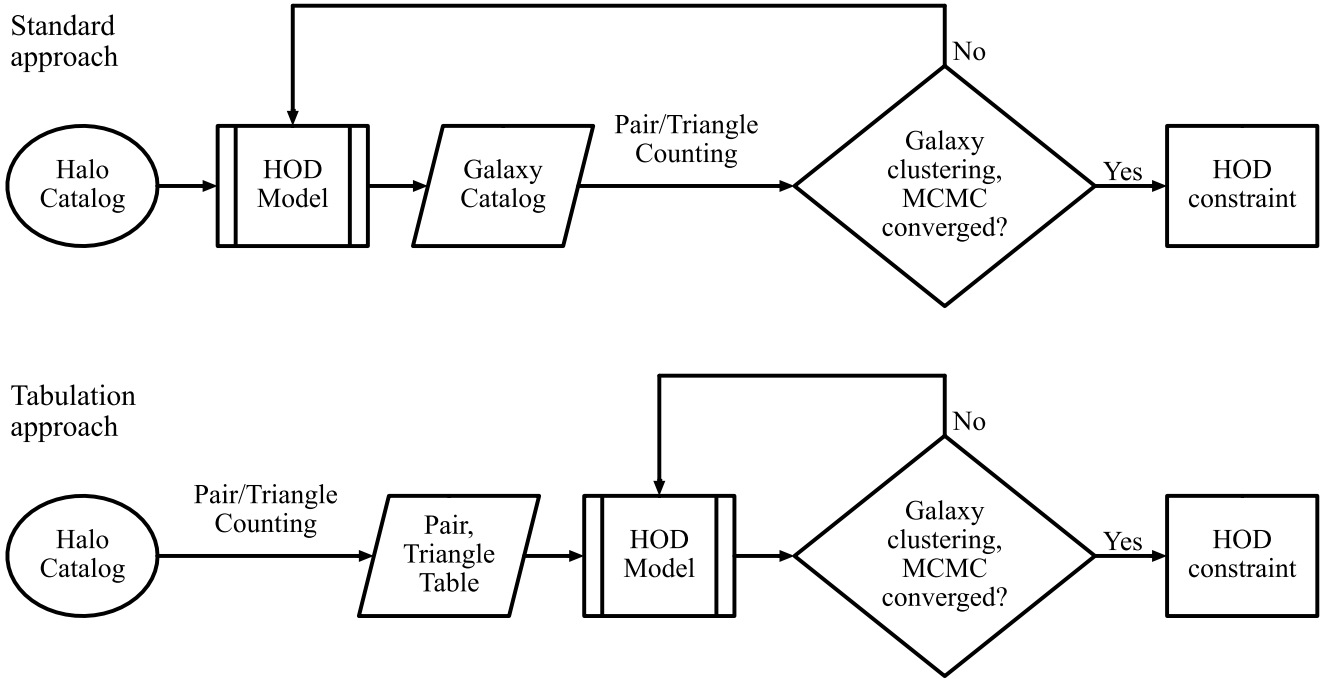 Standard
approach
No
Halo
Catalog
HOD
Model
Galaxy
Catalog
Pair/Triangle
Counting
Galaxy
clustering,
MCMC
converged?
Yes
HOD
constraint
Tabulation
approach
No
Halo
Catalog
Pair/Triangle
Counting
Pair,
Triangle
Table
HOD
Model
Galaxy
clustering,
MCMC
converged?
Yes
HOD
constraint